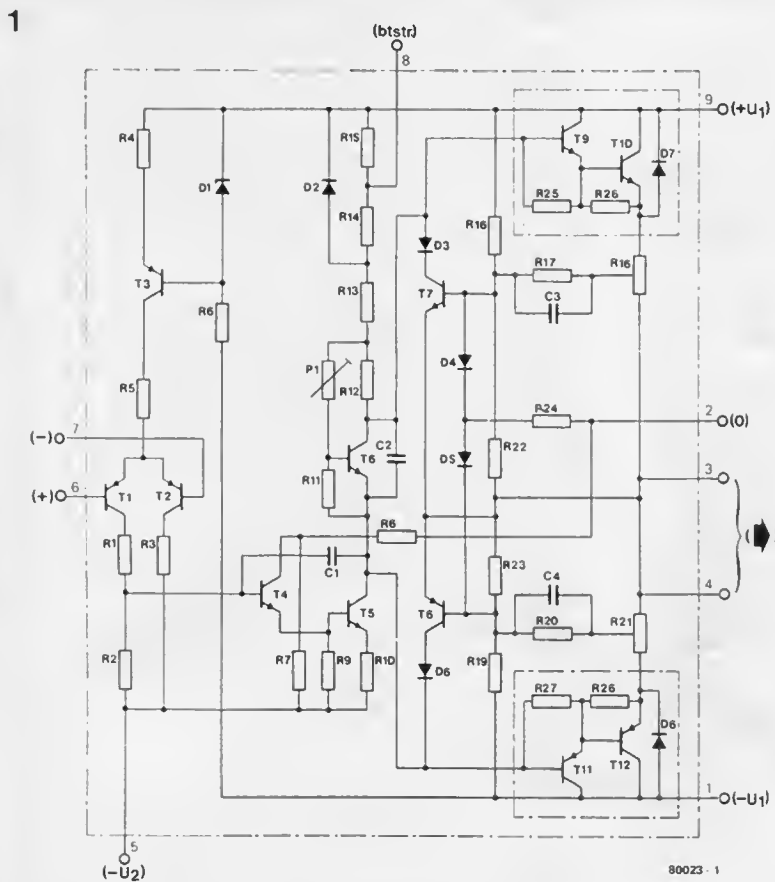 1
(btstr.)
8
9 (+U1)
R4
D1
D2
R15
T9
T10
D7
R25
R26
R14
R16
D3
R17
R16
C3
T3
R6
R13
T7
P1
R12
D4
R5
R24
2 (0)
(-) 7
C2
T6
D5
R22
3
(+) 6
T1
T2
R11
R6
R1
R3
C1
R23
C4
4
T4
T5
T6
R20
R21
R2
R7
R9
R10
D6
R19
R27
R26
D6
T11
T12
1 (-U1)
5
(-U2)
80023 - 1